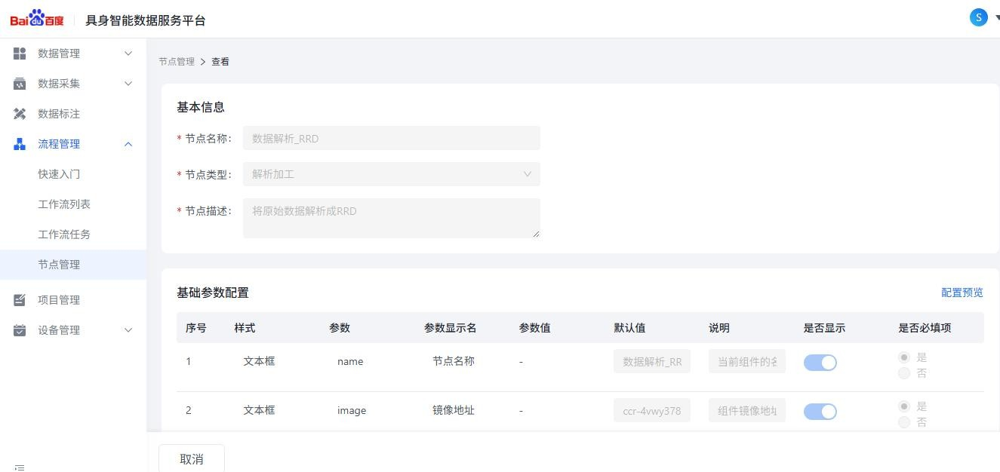 Baidu百度 具身智能数据服务平台 S
数据管理
数据采集
数据标注
流程管理
快速入门
工作流列表
工作流任务
节点管理
项目管理
设备管理
节点管理 > 查看
基本信息
* 节点名称: 数据解析_RRD
* 节点类型: 解析加工
* 节点描述: 将原始数据解析成RRD
基础参数配置 配置预览
序号 样式 参数 参数显示名 参数值 默认值 说明 是否显示 是否必填项
1 文本框 name 节点名称 - 数据解析_RR 当前组件的名 是
否
2 文本框 image 镜像地址 - ccr-4vwy378 组件镜像地址 是
否
取消